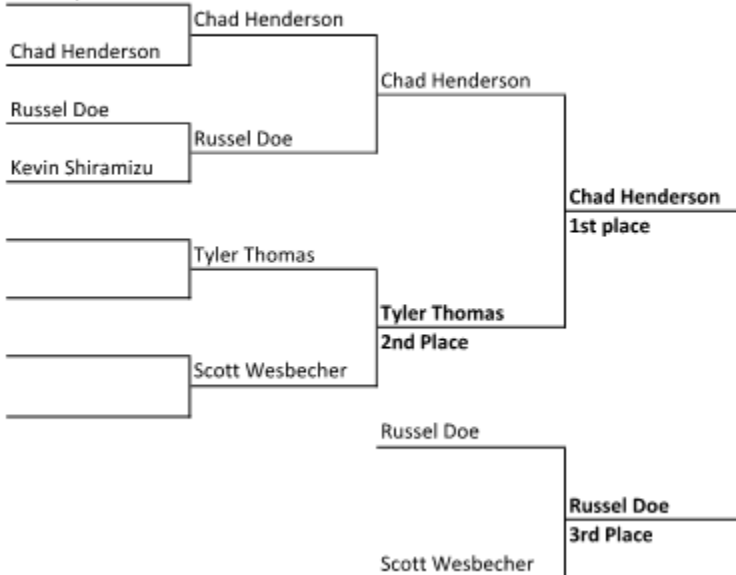 Chad Henderson
Chad Henderson
Chad Henderson
Russel Doe
Russel Doe
Kevin Shiramizu
Chad Henderson
1st place
Tyler Thomas
Tyler Thomas
2nd Place
Scott Wesbecher
Russel Doe
Russel Doe
3rd Place
Scott Wesbecher